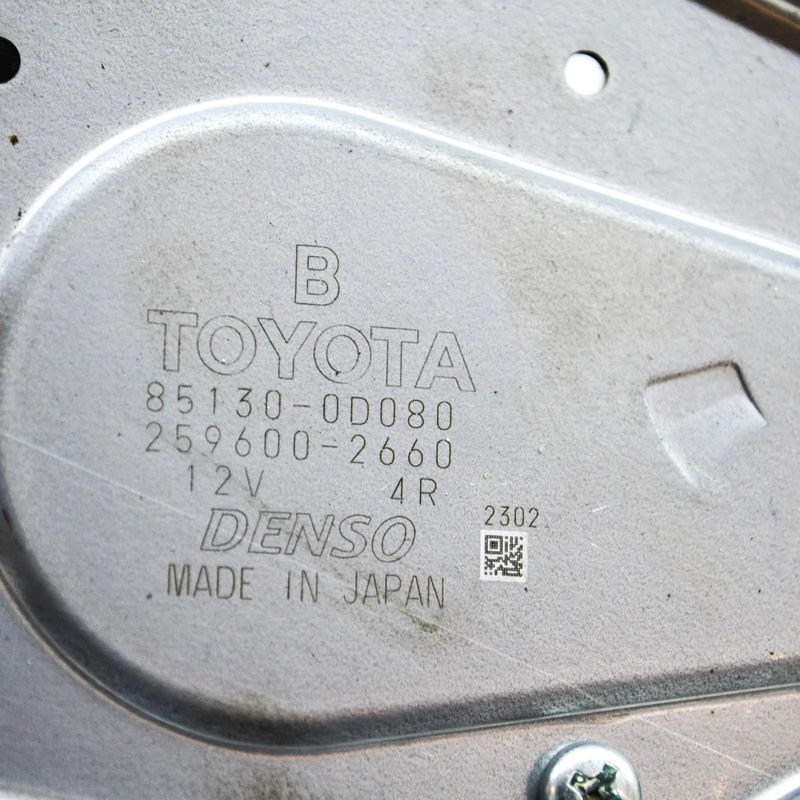 B
TOYOTA
85130-0D080
259600-2660
12V 4R
2302
DENSO
MADE IN JAPAN